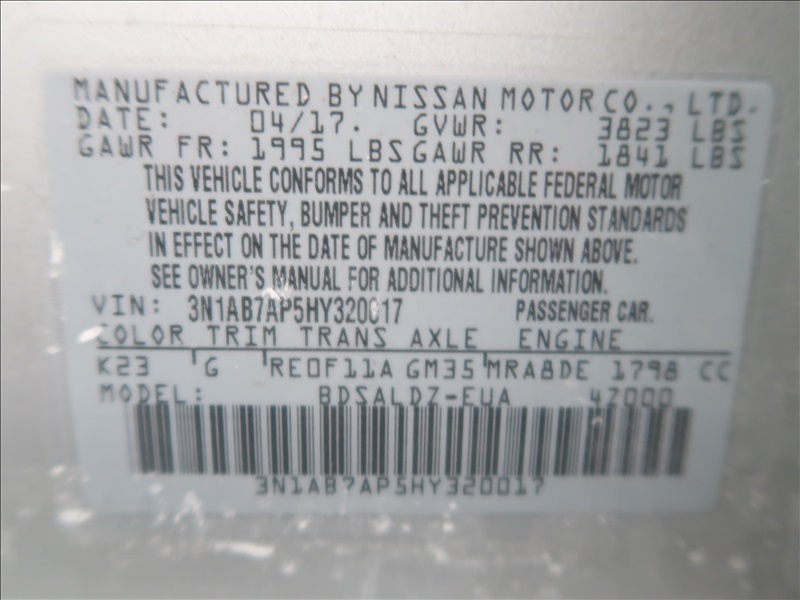 MANUFACTURED BY NISSAN MOTOR CO., LTD.
DATE: 04/17. GVWR: 3823 LBS
GAWR FR: 1995 LBS GAWR RR: 1841 LBS
THIS VEHICLE CONFORMS TO ALL APPLICABLE FEDERAL MOTOR
VEHICLE SAFETY, BUMPER AND THEFT PREVENTION STANDARDS
IN EFFECT ON THE DATE OF MANUFACTURE SHOWN ABOVE.
SEE OWNER'S MANUAL FOR ADDITIONAL INFORMATION.
VIN: 3N1AB7AP5HY320017 PASSENGER CAR.
COLOR TRIM TRANS AXLE ENGINE
K23 G RE0F11A GM35 MRA8DE 1798 CC
MODEL: BDSALDZ-EUA 47000
3N1AB7AP5HY320017